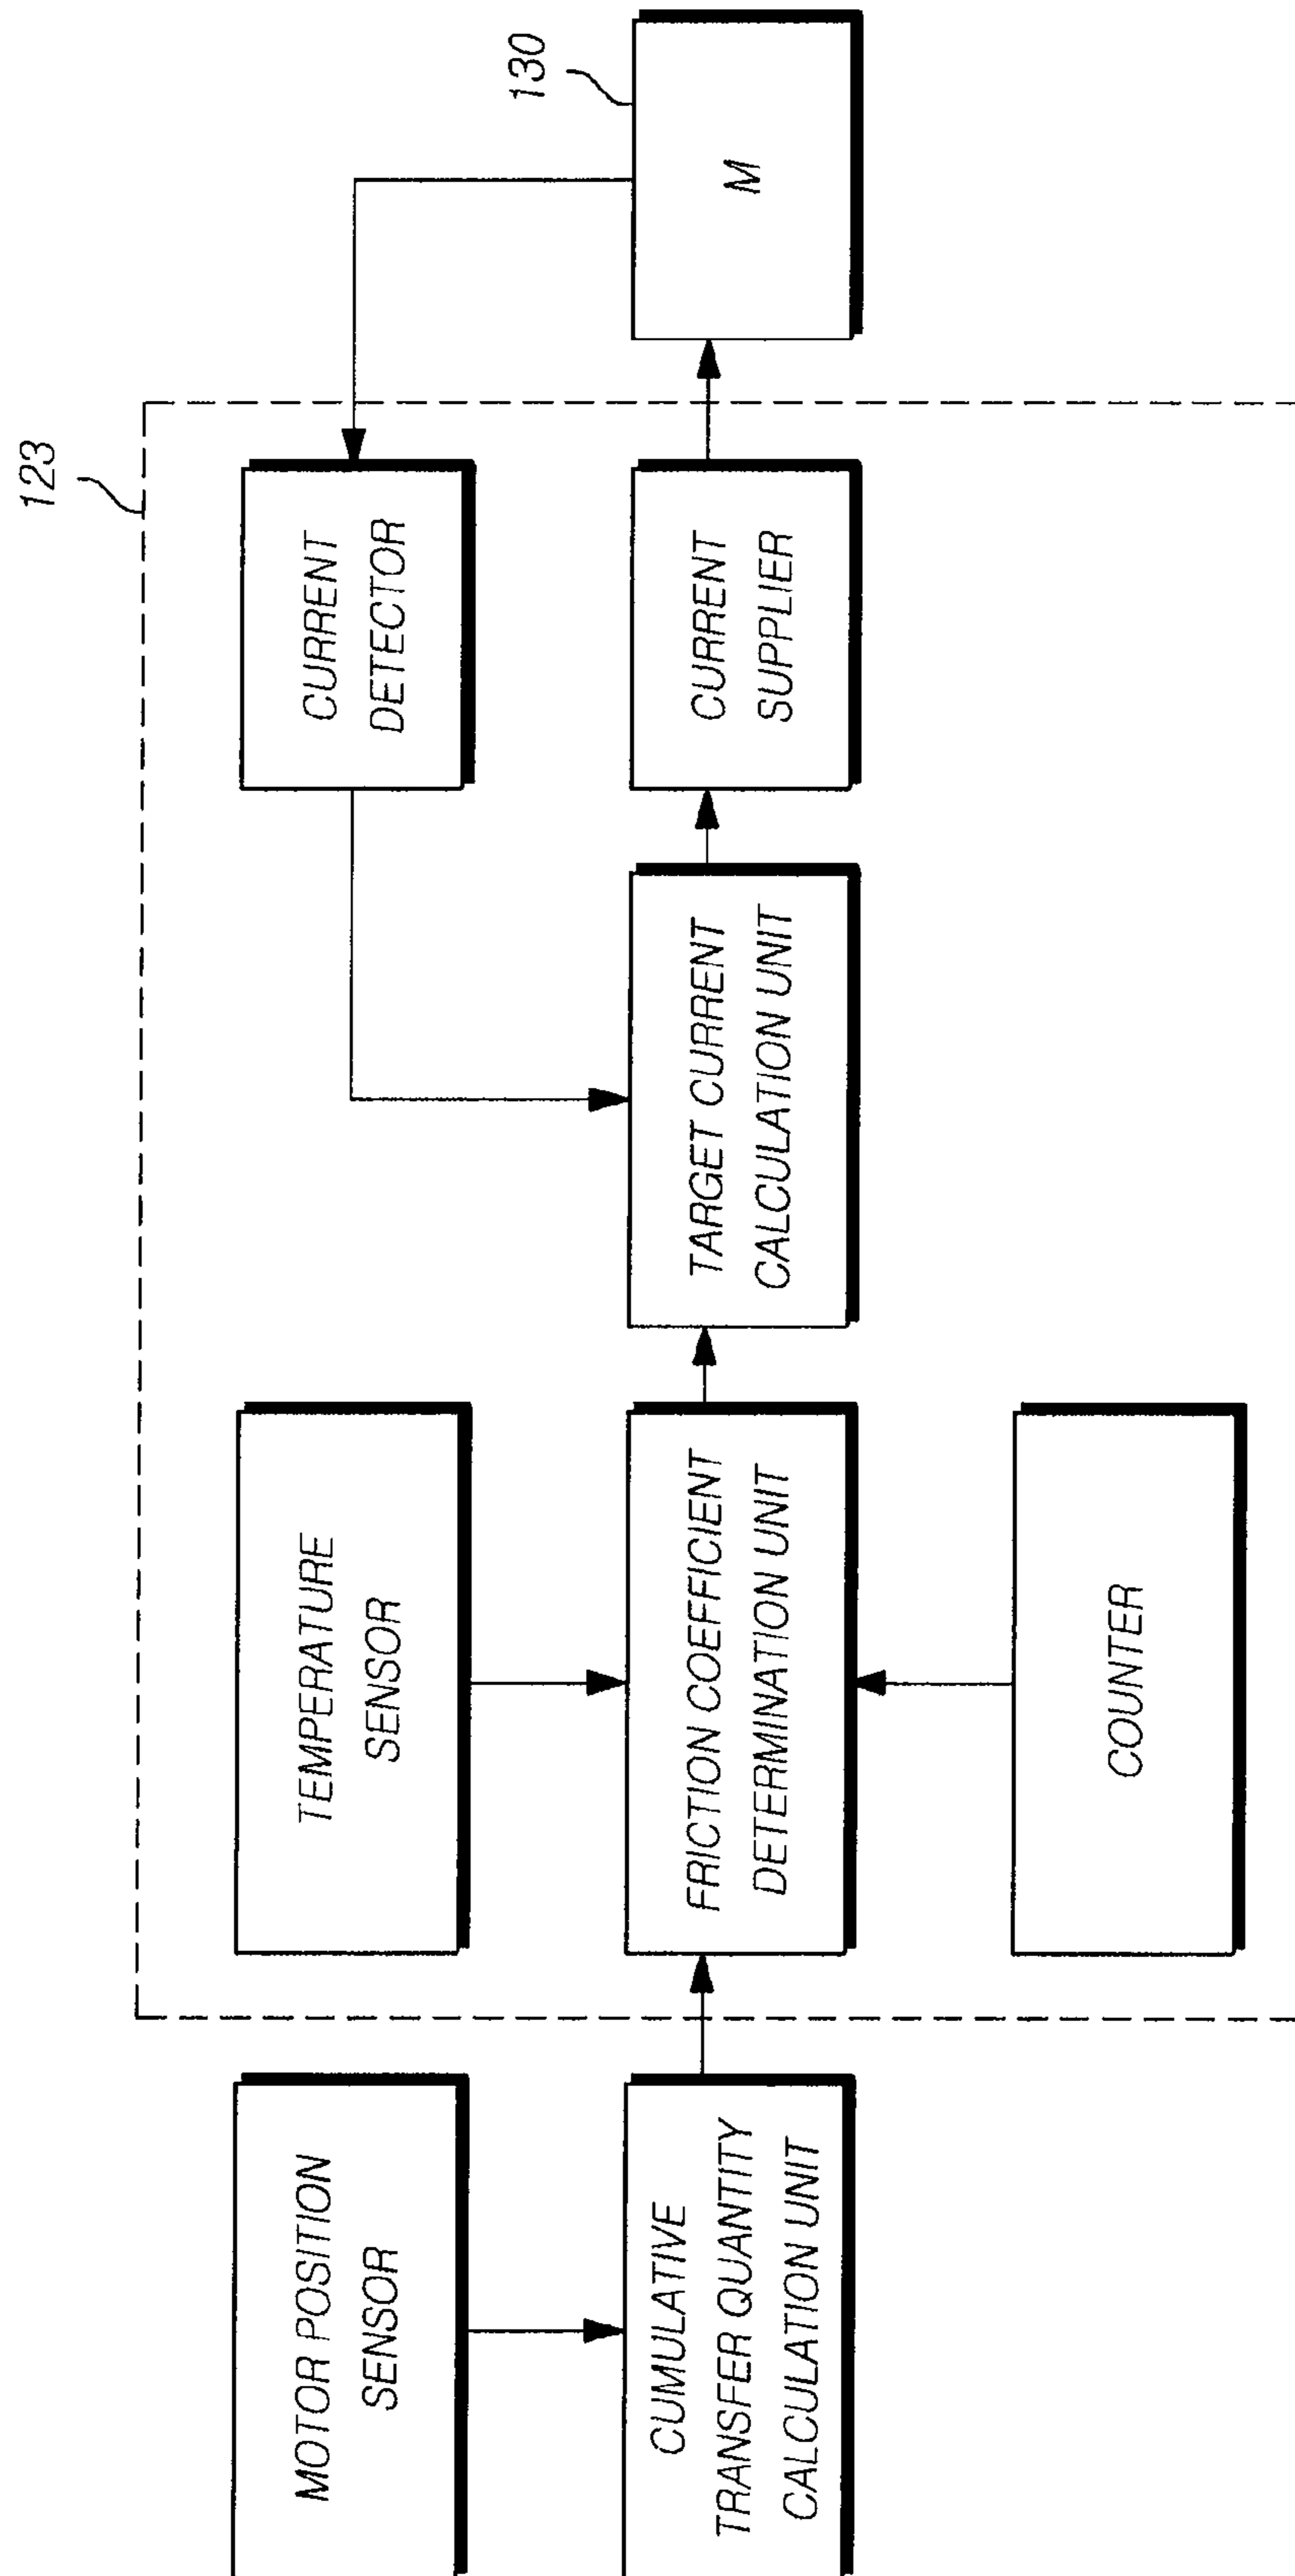 123
130
MOTOR POSITION
SENSOR
TEMPERATURE
SENSOR
CURRENT
DETECTOR
CUMULATIVE
TRANSFER QUANTITY
CALCULATION UNIT
FRICTION COEFFICIENT
DETERMINATION UNIT
TARGET CURRENT
CALCULATION UNIT
CURRENT
SUPPLIER
M
COUNTER